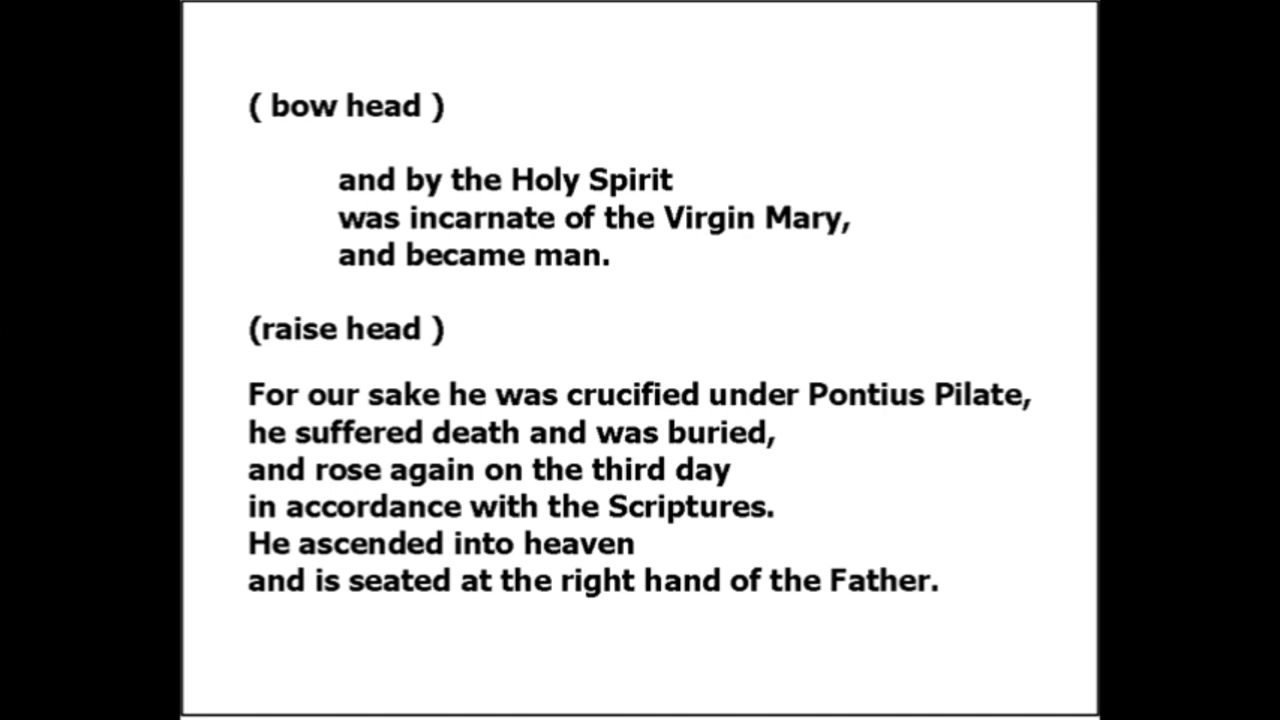 ( bow head )
and by the Holy Spirit
was incarnate of the Virgin Mary,
and became man.
(raise head )
For our sake he was crucified under Pontius Pilate,
he suffered death and was buried,
and rose again on the third day
in accordance with the Scriptures.
He ascended into heaven
and is seated at the right hand of the Father.